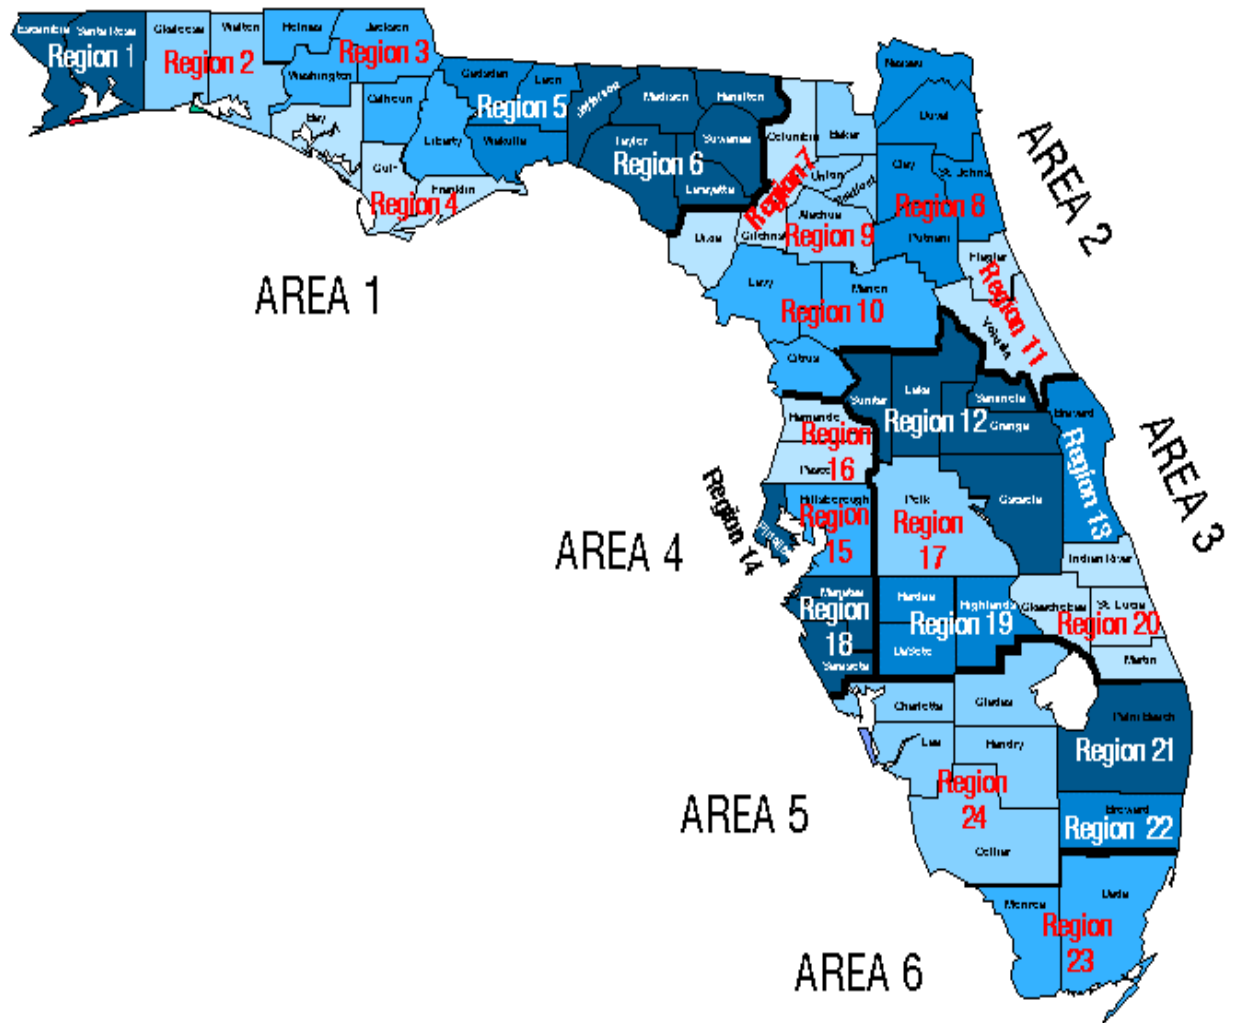 Escambia
Santa Rosa
Region 1
Okaloosa
Walton
Region 2
Holmes
Jackson
Region 3
Washington
Calhoun
Bay
Gulf
Franklin
Region 4
Gadsden
Leon
Region 5
Liberty
Wakulla
Jefferson
Madison
Hamilton
Taylor
Suwannee
Region 6
Lafayette
Columbia
Baker
Union
Bradford
Region 7
Dixie
Gilchrist
Alachua
Region 9
Nassau
Duval
Clay
St. Johns
Region 8
Putnam
AREA 2
AREA 1
Flagler
Region 11
Volusia
Levy
Marion
Region 10
Citrus
Sumter
Lake
Seminole
Region 12
Orange
Osceola
Brevard
Region 13
AREA 3
Hernando
Region
16
Pasco
Region 14
Pinellas
Hillsborough
Region
15
Polk
Region
17
AREA 4
Indian River
Okeechobee
St. Lucie
Region 20
Martin
Manatee
Region
18
Sarasota
Hardee
Highlands
Region 19
DeSoto
Charlotte
Glades
Lee
Hendry
Region
24
Collier
Palm Beach
Region 21
AREA 5
Broward
Region 22
Monroe
Dade
Region
23
AREA 6